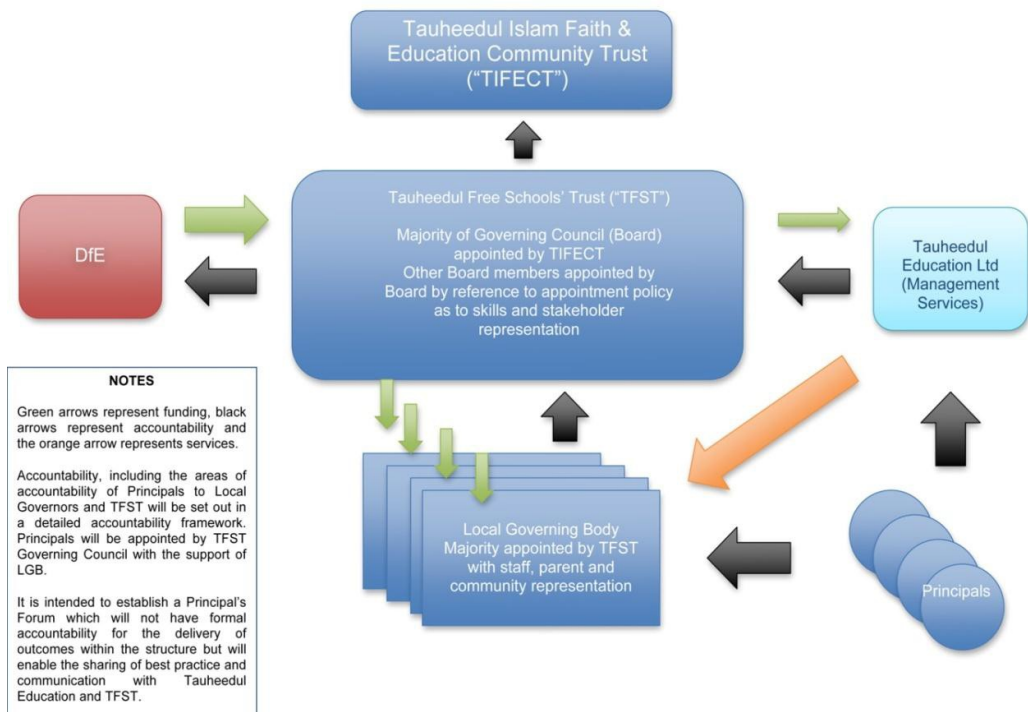 Tauheedul Islam Faith &
Education Community Trust
(“TIFECT”)
Tauheedul Free Schools’ Trust (“TFST”)
Majority of Governing Council (Board)
appointed by TIFECT
Other Board members appointed by
Board by reference to appointment policy
as to skills and stakeholder
representation
DfE
Tauheedul
Education Ltd
(Management
Services)
NOTES
Green arrows represent funding, black
arrows represent accountability and
the orange arrow represents services.
Accountability, including the areas of
accountability of Principals to Local
Governors and TFST will be set out in
a detailed accountability framework.
Principals will be appointed by TFST
Governing Council with the support of
LGB.
It is intended to establish a Principal’s
Forum which will not have formal
accountability for the delivery of
outcomes within the structure but will
enable the sharing of best practice and
communication with Tauheedul
Education and TFST.
Local Governing Body
Majority appointed by TFST
with staff, parent and
community representation
Principals